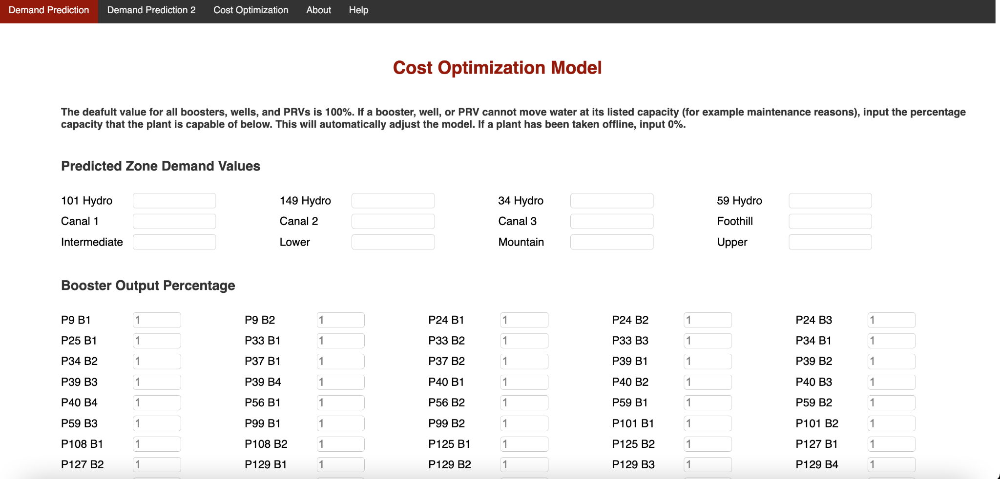 Demand Prediction Demand Prediction 2 Cost Optimization About Help
Cost Optimization Model
The deafult value for all boosters, wells, and PRVs is 100%. If a booster, well, or PRV cannot move water at its listed capacity (for example maintenance reasons), input the percentage
capacity that the plant is capable of below. This will automatically adjust the model. If a plant has been taken offline, input 0%.
Predicted Zone Demand Values
101 Hydro 149 Hydro 34 Hydro 59 Hydro
Canal 1 Canal 2 Canal 3 Foothill
Intermediate Lower Mountain Upper
Booster Output Percentage
P9 B1 1 P9 B2 1 P24 B1 1 P24 B2 1 P24 B3 1
P25 B1 1 P33 B1 1 P33 B2 1 P33 B3 1 P34 B1 1
P34 B2 1 P37 B1 1 P37 B2 1 P39 B1 1 P39 B2 1
P39 B3 1 P39 B4 1 P40 B1 1 P40 B2 1 P40 B3 1
P40 B4 1 P56 B1 1 P56 B2 1 P59 B1 1 P59 B2 1
P59 B3 1 P99 B1 1 P99 B2 1 P101 B1 1 P101 B2 1
P108 B1 1 P108 B2 1 P125 B1 1 P125 B2 1 P127 B1 1
P127 B2 1 P129 B1 1 P129 B2 1 P129 B3 1 P129 B4 1